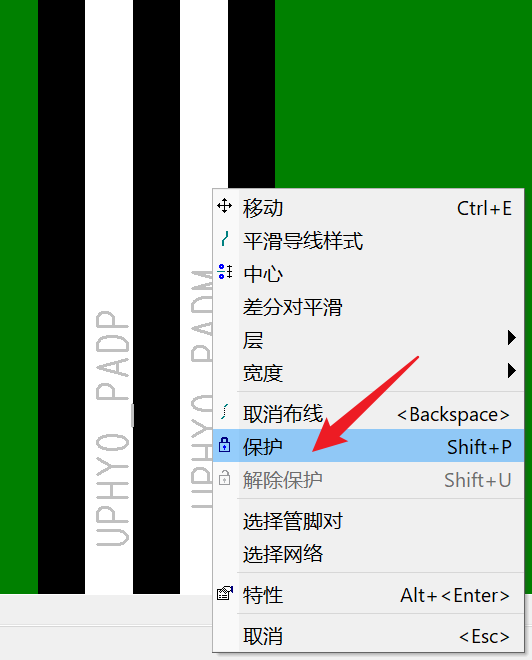 UPHY0_PADP
UPHY0_PADM
移动 Ctrl+E
平滑导线样式
中心
差分对平滑
层
宽度
取消布线 <Backspace>
保护 Shift+P
解除保护 Shift+U
选择管脚对
选择网络
特性 Alt+<Enter>
取消 <Esc>